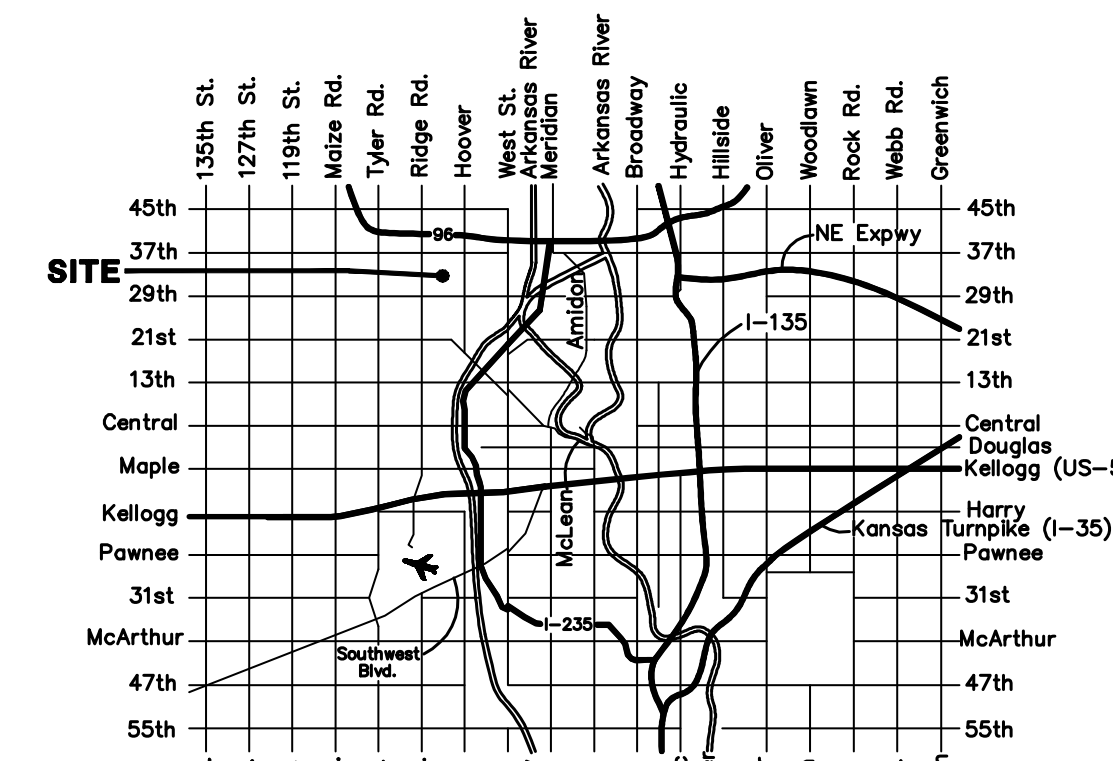 135th St.
127th St.
119th St.
Maize Rd.
Tyler Rd.
Ridge Rd.
Hoover
West St.
Arkansas River
Meridian
Arkansas River
Broadway
Hydraulic
Hillside
Oliver
Woodlawn
Rock Rd.
Webb Rd.
Greenwich
45th
45th
96
NE Expwy
37th
37th
SITE
29th
29th
Amidon
I-135
21st
21st
13th
13th
Central
Central
Douglas
Maple
Kellogg (US-5
Kellogg
Harry
McLean
Kansas Turnpike (I-35)
Pawnee
Pawnee
31st
31st
I-235
McArthur
McArthur
Southwest
Blvd.
47th
47th
55th
55th